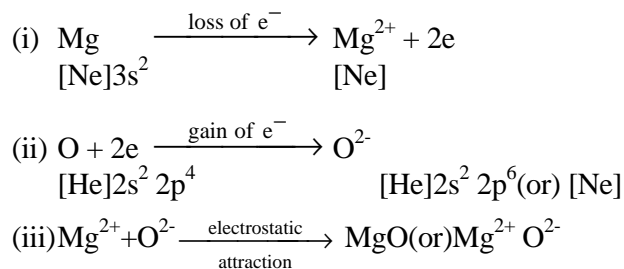 loss of e⁻
(i) Mg ⟶ Mg²⁺ + 2e
[Ne]3s² [Ne]
gain of e⁻
(ii) O + 2e ⟶ O²⁻
[He]2s² 2p⁴ [He]2s² 2p⁶(or) [Ne]
electrostatic
(iii)Mg²⁺+O²⁻ ⟶ MgO(or)Mg²⁺ O²⁻
attraction